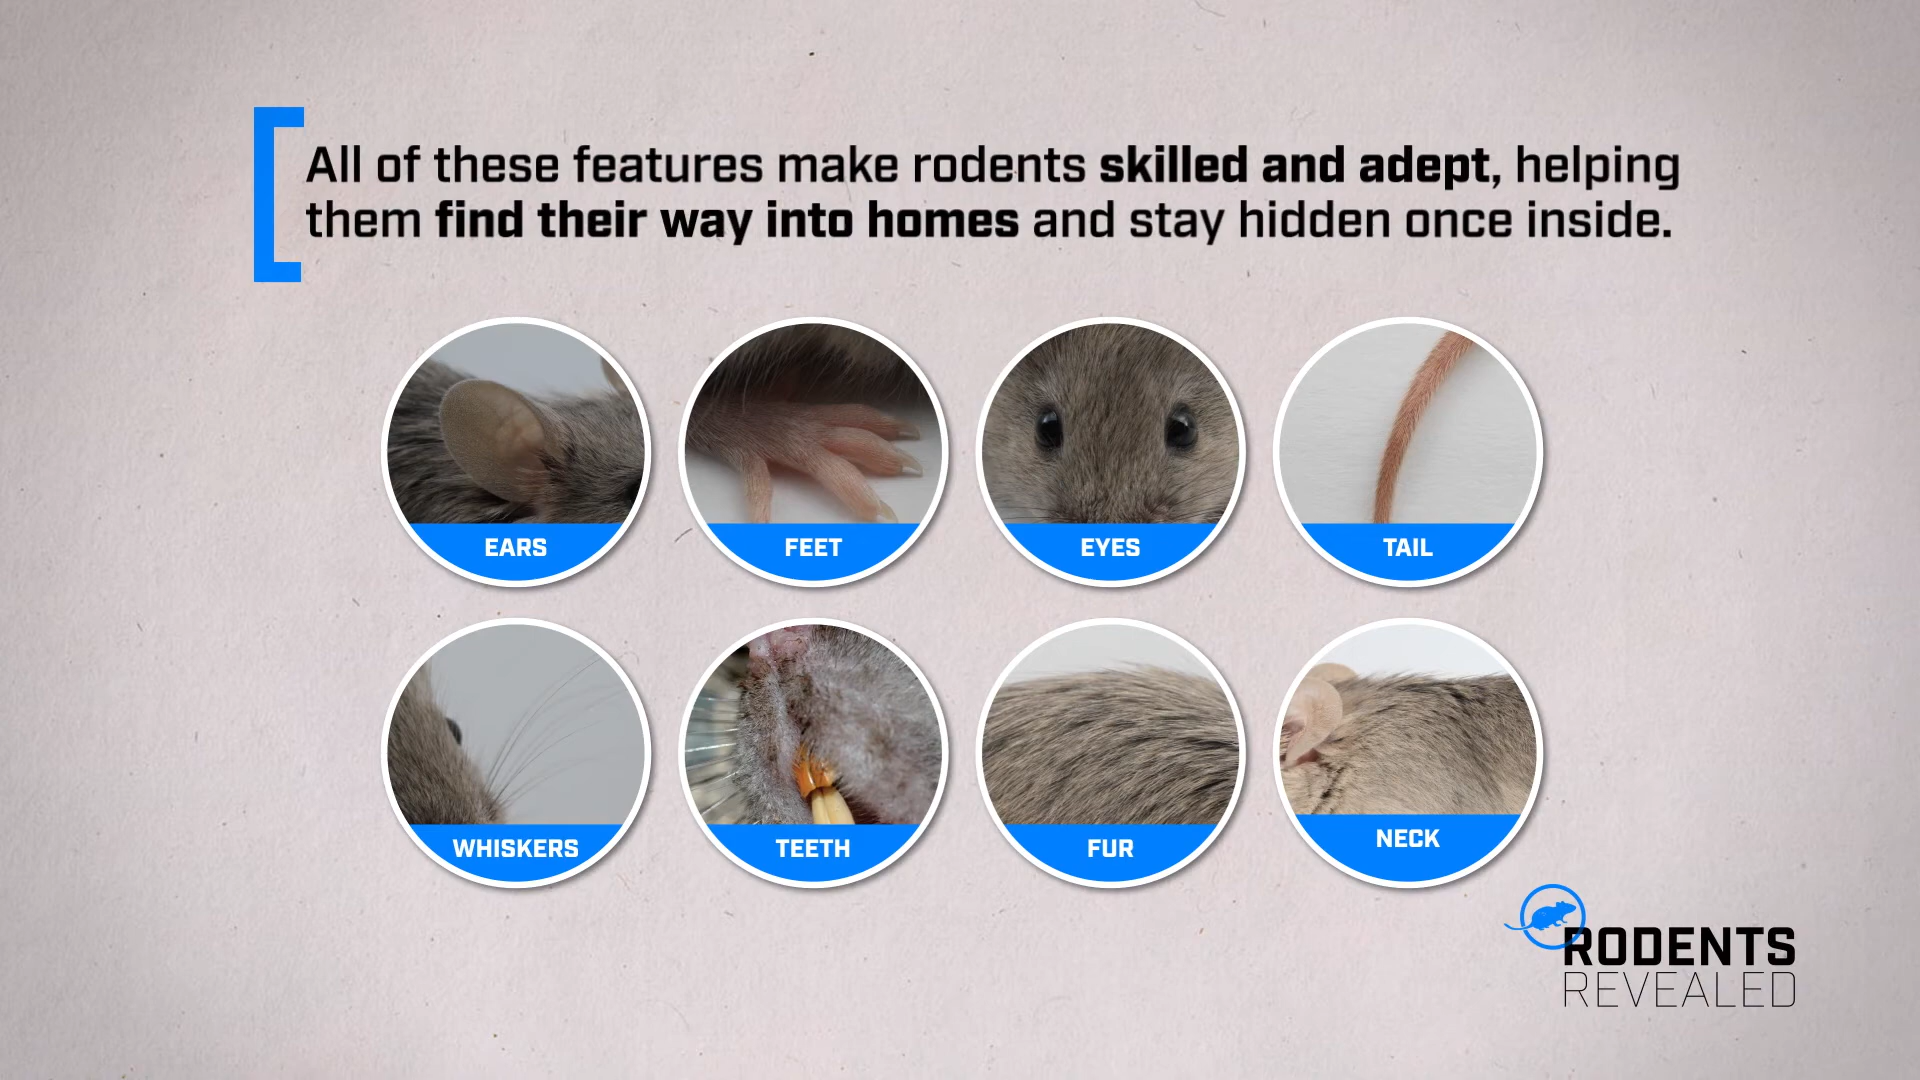 All of these features make rodents skilled and adept, helping
them find their way into homes and stay hidden once inside.
EARS
FEET
EYES
TAIL
WHISKERS
TEETH
FUR
NECK
RODENTS
REVEALED